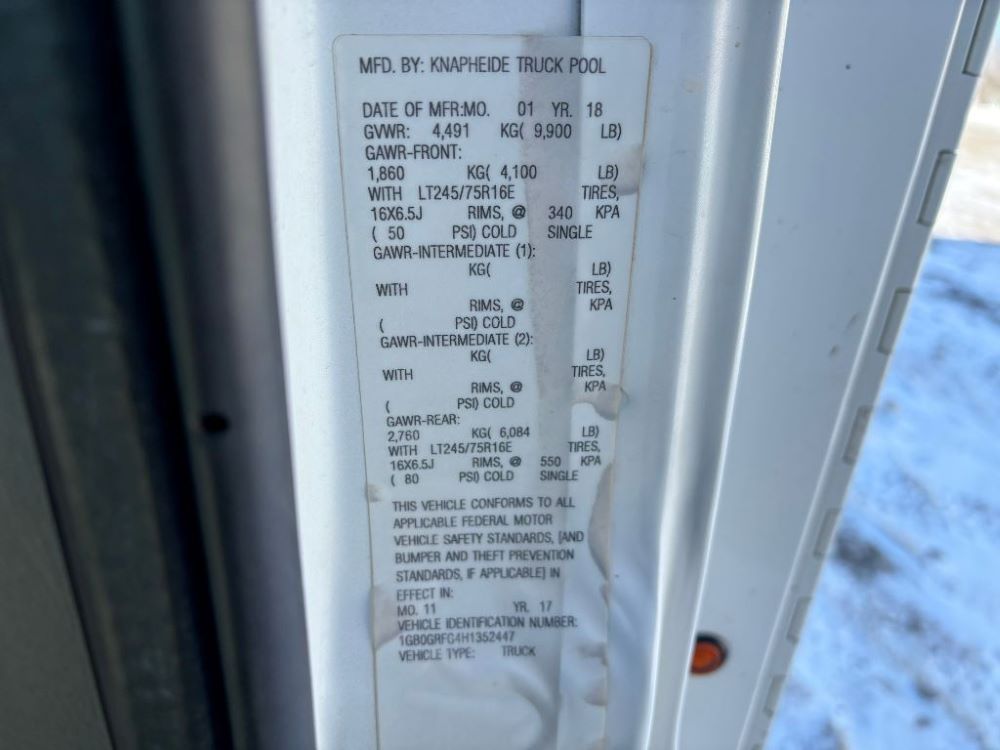 MFD. BY: KNAPHEIDE TRUCK POOL
DATE OF MFR:MO. 01 YR. 18
GVWR: 4,491 KG( 9,900 LB)
GAWR-FRONT:
1,860 KG( 4,100 LB)
WITH LT245/75R16E TIRES,
16X6.5J RIMS, @ 340 KPA
( 50 PSI) COLD SINGLE
GAWR-INTERMEDIATE (1):
KG( LB)
WITH TIRES,
RIMS, @ KPA
( PSI) COLD
GAWR-INTERMEDIATE (2):
KG( LB)
WITH TIRES,
RIMS, @ KPA
( PSI) COLD
GAWR-REAR:
2,760 KG( 6,084 LB)
WITH LT245/75R16E TIRES,
16X6.5J RIMS, @ 550 KPA
( 80 PSI) COLD SINGLE
THIS VEHICLE CONFORMS TO ALL
APPLICABLE FEDERAL MOTOR
VEHICLE SAFETY STANDARDS, [AND
BUMPER AND THEFT PREVENTION
STANDARDS, IF APPLICABLE] IN
EFFECT IN:
MO. 11 YR. 17
VEHICLE IDENTIFICATION NUMBER:
1GB0GRFG4H1352447
VEHICLE TYPE: TRUCK